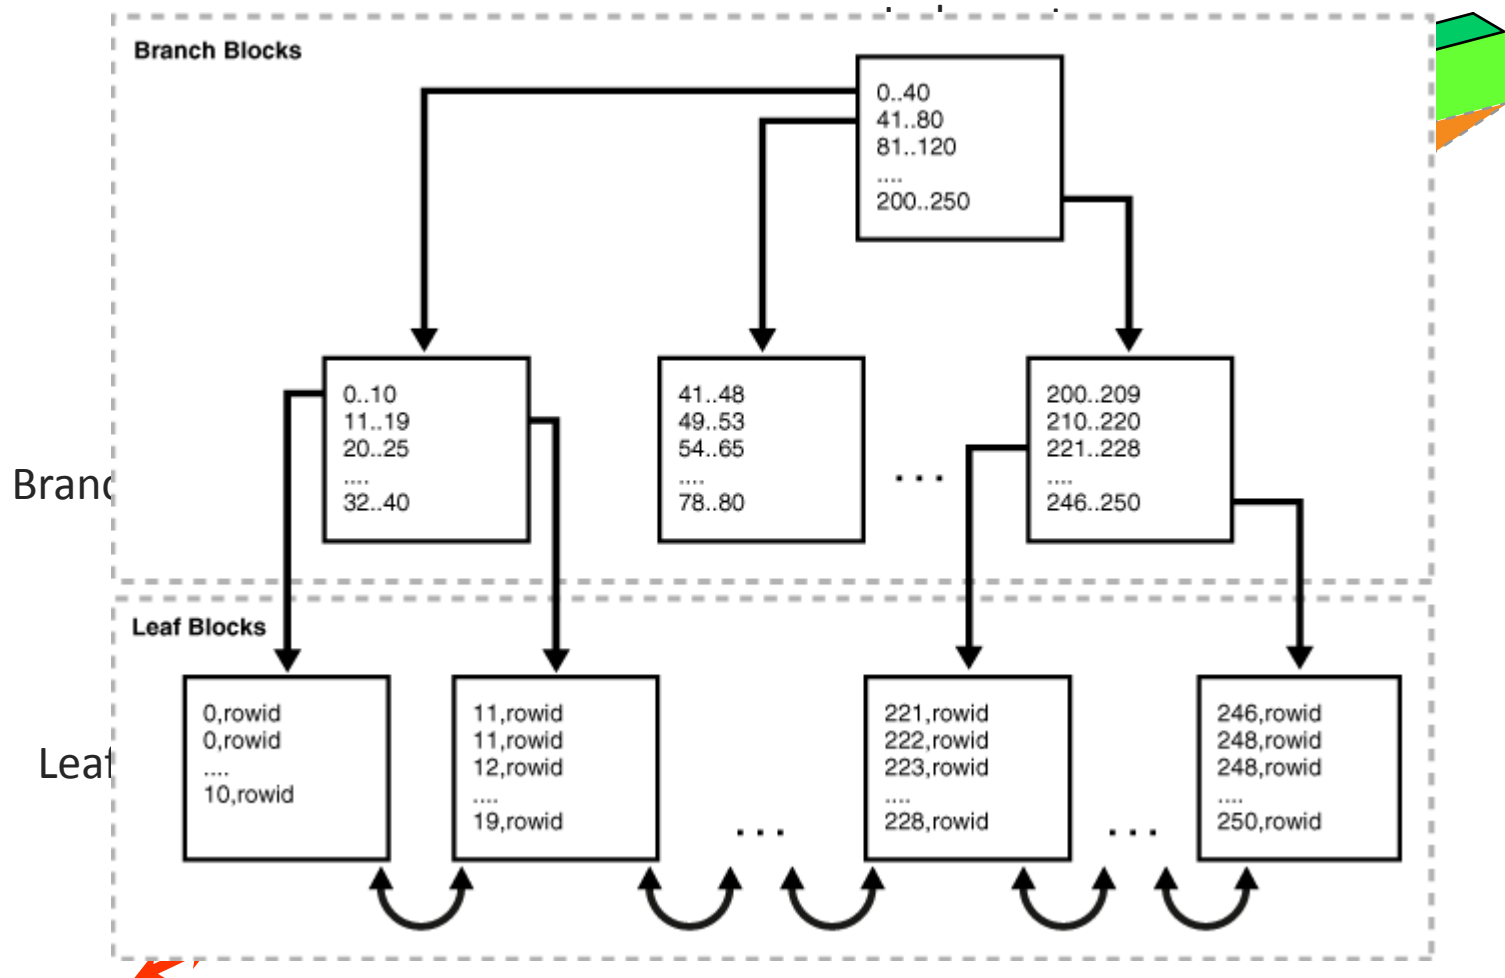 Branch Blocks
0..40
41..80
81..120
....
200..250
0..10
11..19
20..25
....
32..40
41..48
49..53
54..65
....
78..80
...
200..209
210..220
221..228
....
246..250
Leaf Blocks
0,rowid
0,rowid
....
10,rowid
11,rowid
11,rowid
12,rowid
....
19,rowid
...
221,rowid
222,rowid
223,rowid
....
228,rowid
...
246,rowid
248,rowid
248,rowid
....
250,rowid